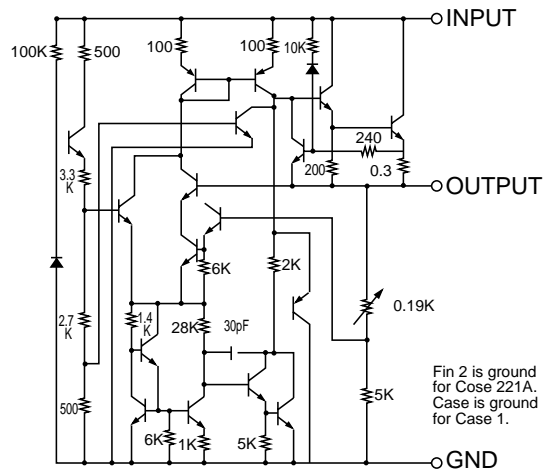 INPUT
100K
500
100
100
10K
240
200
0.3
OUTPUT
3.3
K
6K
2K
0.19K
2.7
K
1.4
K
28K
30pF
500
6K
1K
5K
5K
Fin 2 is ground
for Cose 221A.
Case is ground
for Case 1.
GND